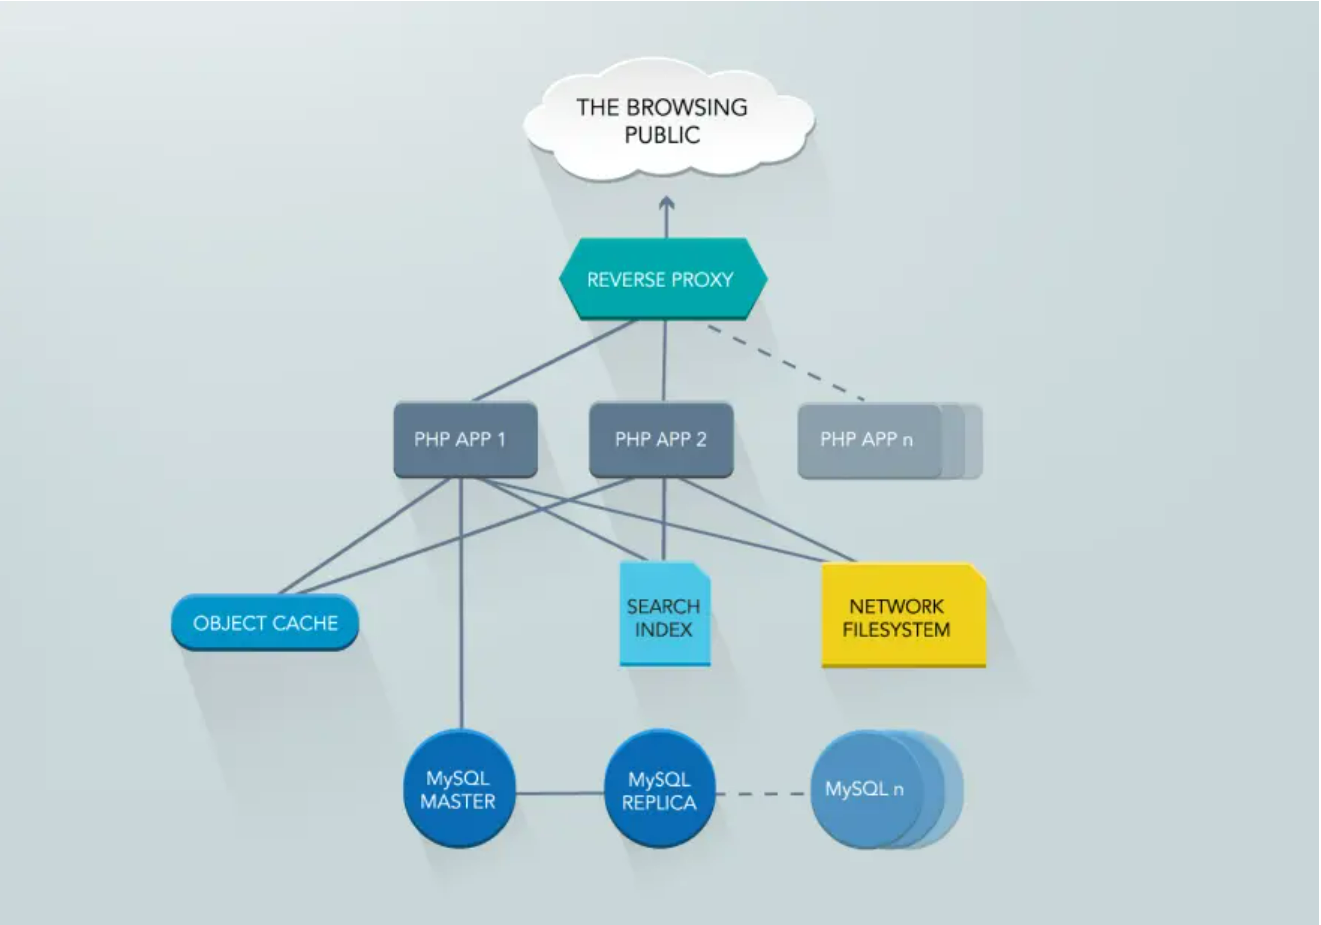 THE BROWSING
PUBLIC
REVERSE PROXY
PHP APP 1
PHP APP 2
PHP APP n
OBJECT CACHE
SEARCH
INDEX
NETWORK
FILESYSTEM
MySQL
MASTER
MySQL
REPLICA
MySQL n